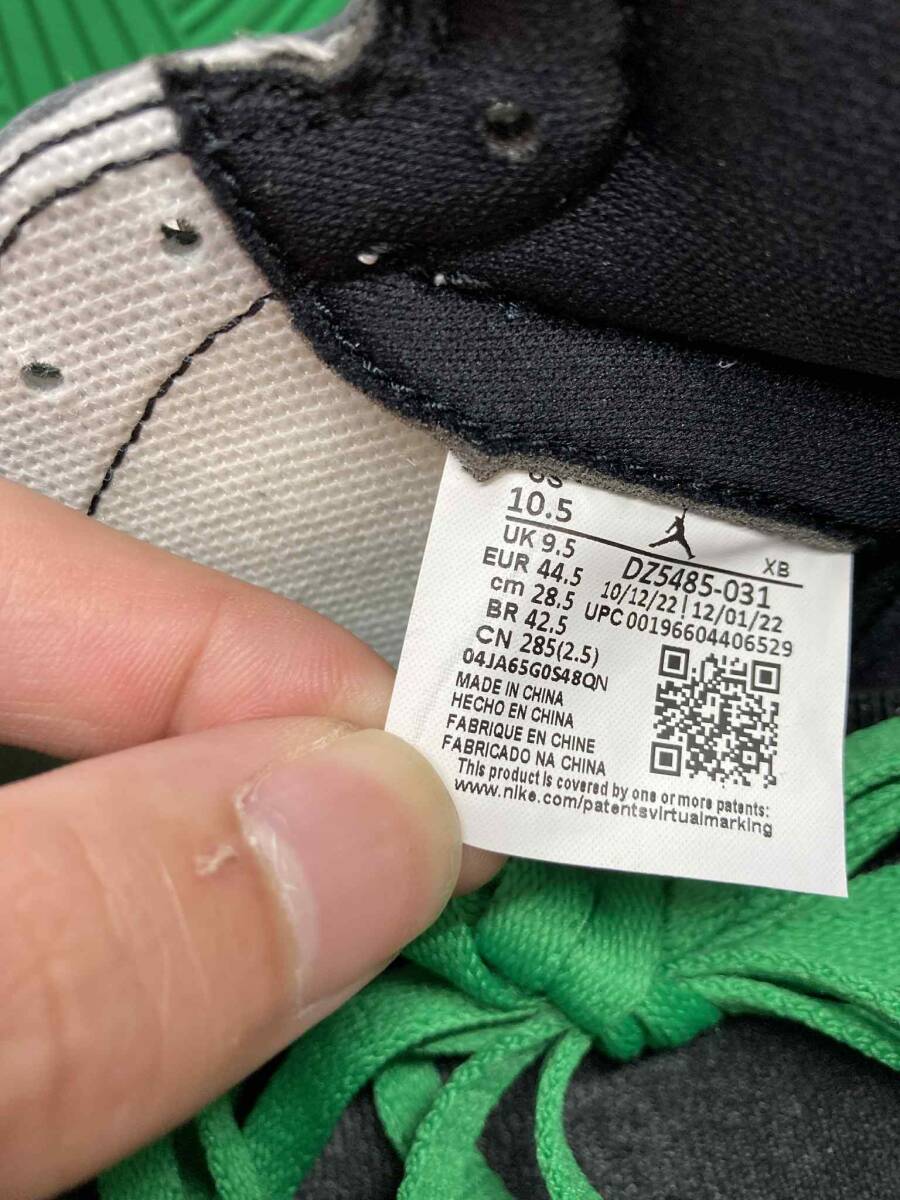 US
10.5
UK 9.5
EUR 44.5
cm 28.5
BR 42.5
CN 285(2.5)
04JA65G0S48QN
MADE IN CHINA
HECHO EN CHINA
FABRIQUE EN CHINE
FABRICADO NA CHINA
XB
DZ5485-031
10/12/22 | 12/01/22
UPC 00196604406529
This product is covered by one or more patents:
www.nike.com/patentsvirtualmarking